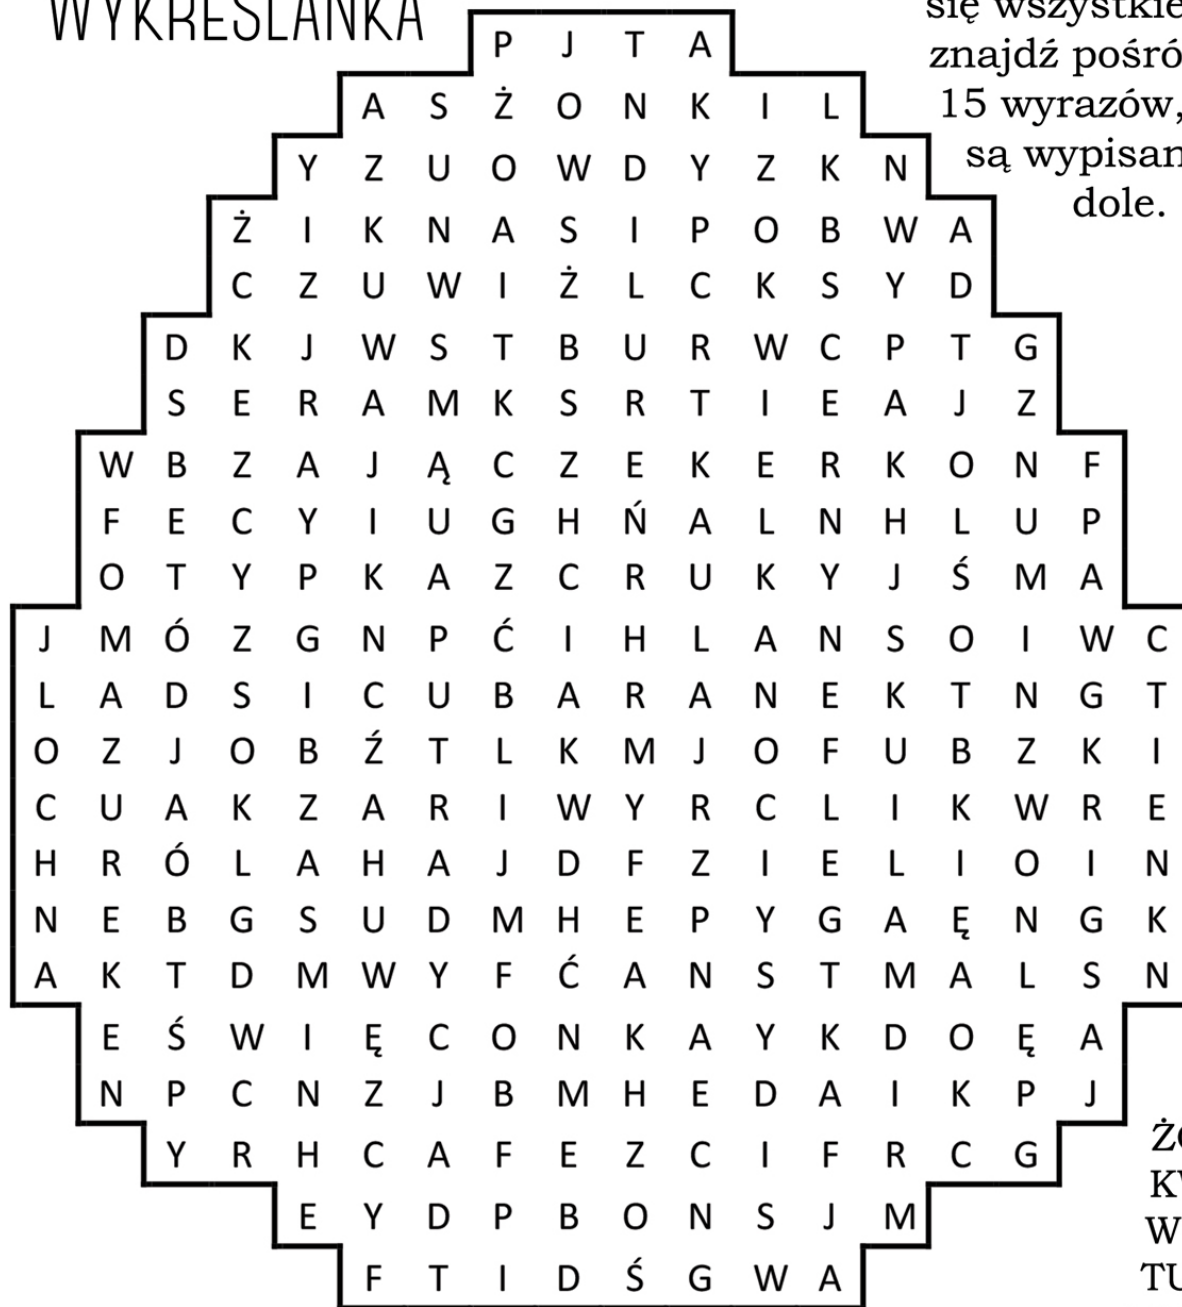 WYKREŚLANKA
się wszystkie
znajdź pośró
15 wyrazów,
są wypisan
dole.
P J T A
A S Ż O N K I L
Y Z U O W D Y Z K N
Ż I K N A S I P O B W A
C Z U W I Ż L C K S Y D
D K J W S T B U R W C P T G
S E R A M K S R T I E A J Z
W B Z A J Ą C Z E K E R K O N F
F E C Y I U G H Ń A L N H L U P
O T Y P K A Z C R U K Y J Ś M A
J M Ó Z G N P Ć I H L A N S O I W C
L A D S I C U B A R A N E K T N G T
O Z J O B Ź T L K M J O F U B Z K I
C U A K Z A R I W Y R C L I K W R E
H R Ó L A H A J D F Z I E L I O I N
N E B G S U D M H E P Y G A Ę N G K
A K T D M W Y F Ć A N S T M A L S N
E Ś W I Ę C O N K A Y K D O Ę A
N P C N Z J B M H E D A I K P J
Y R H C A F E Z C I F R C G
E Y D P B O N S J M
F T I D Ś G W A
W